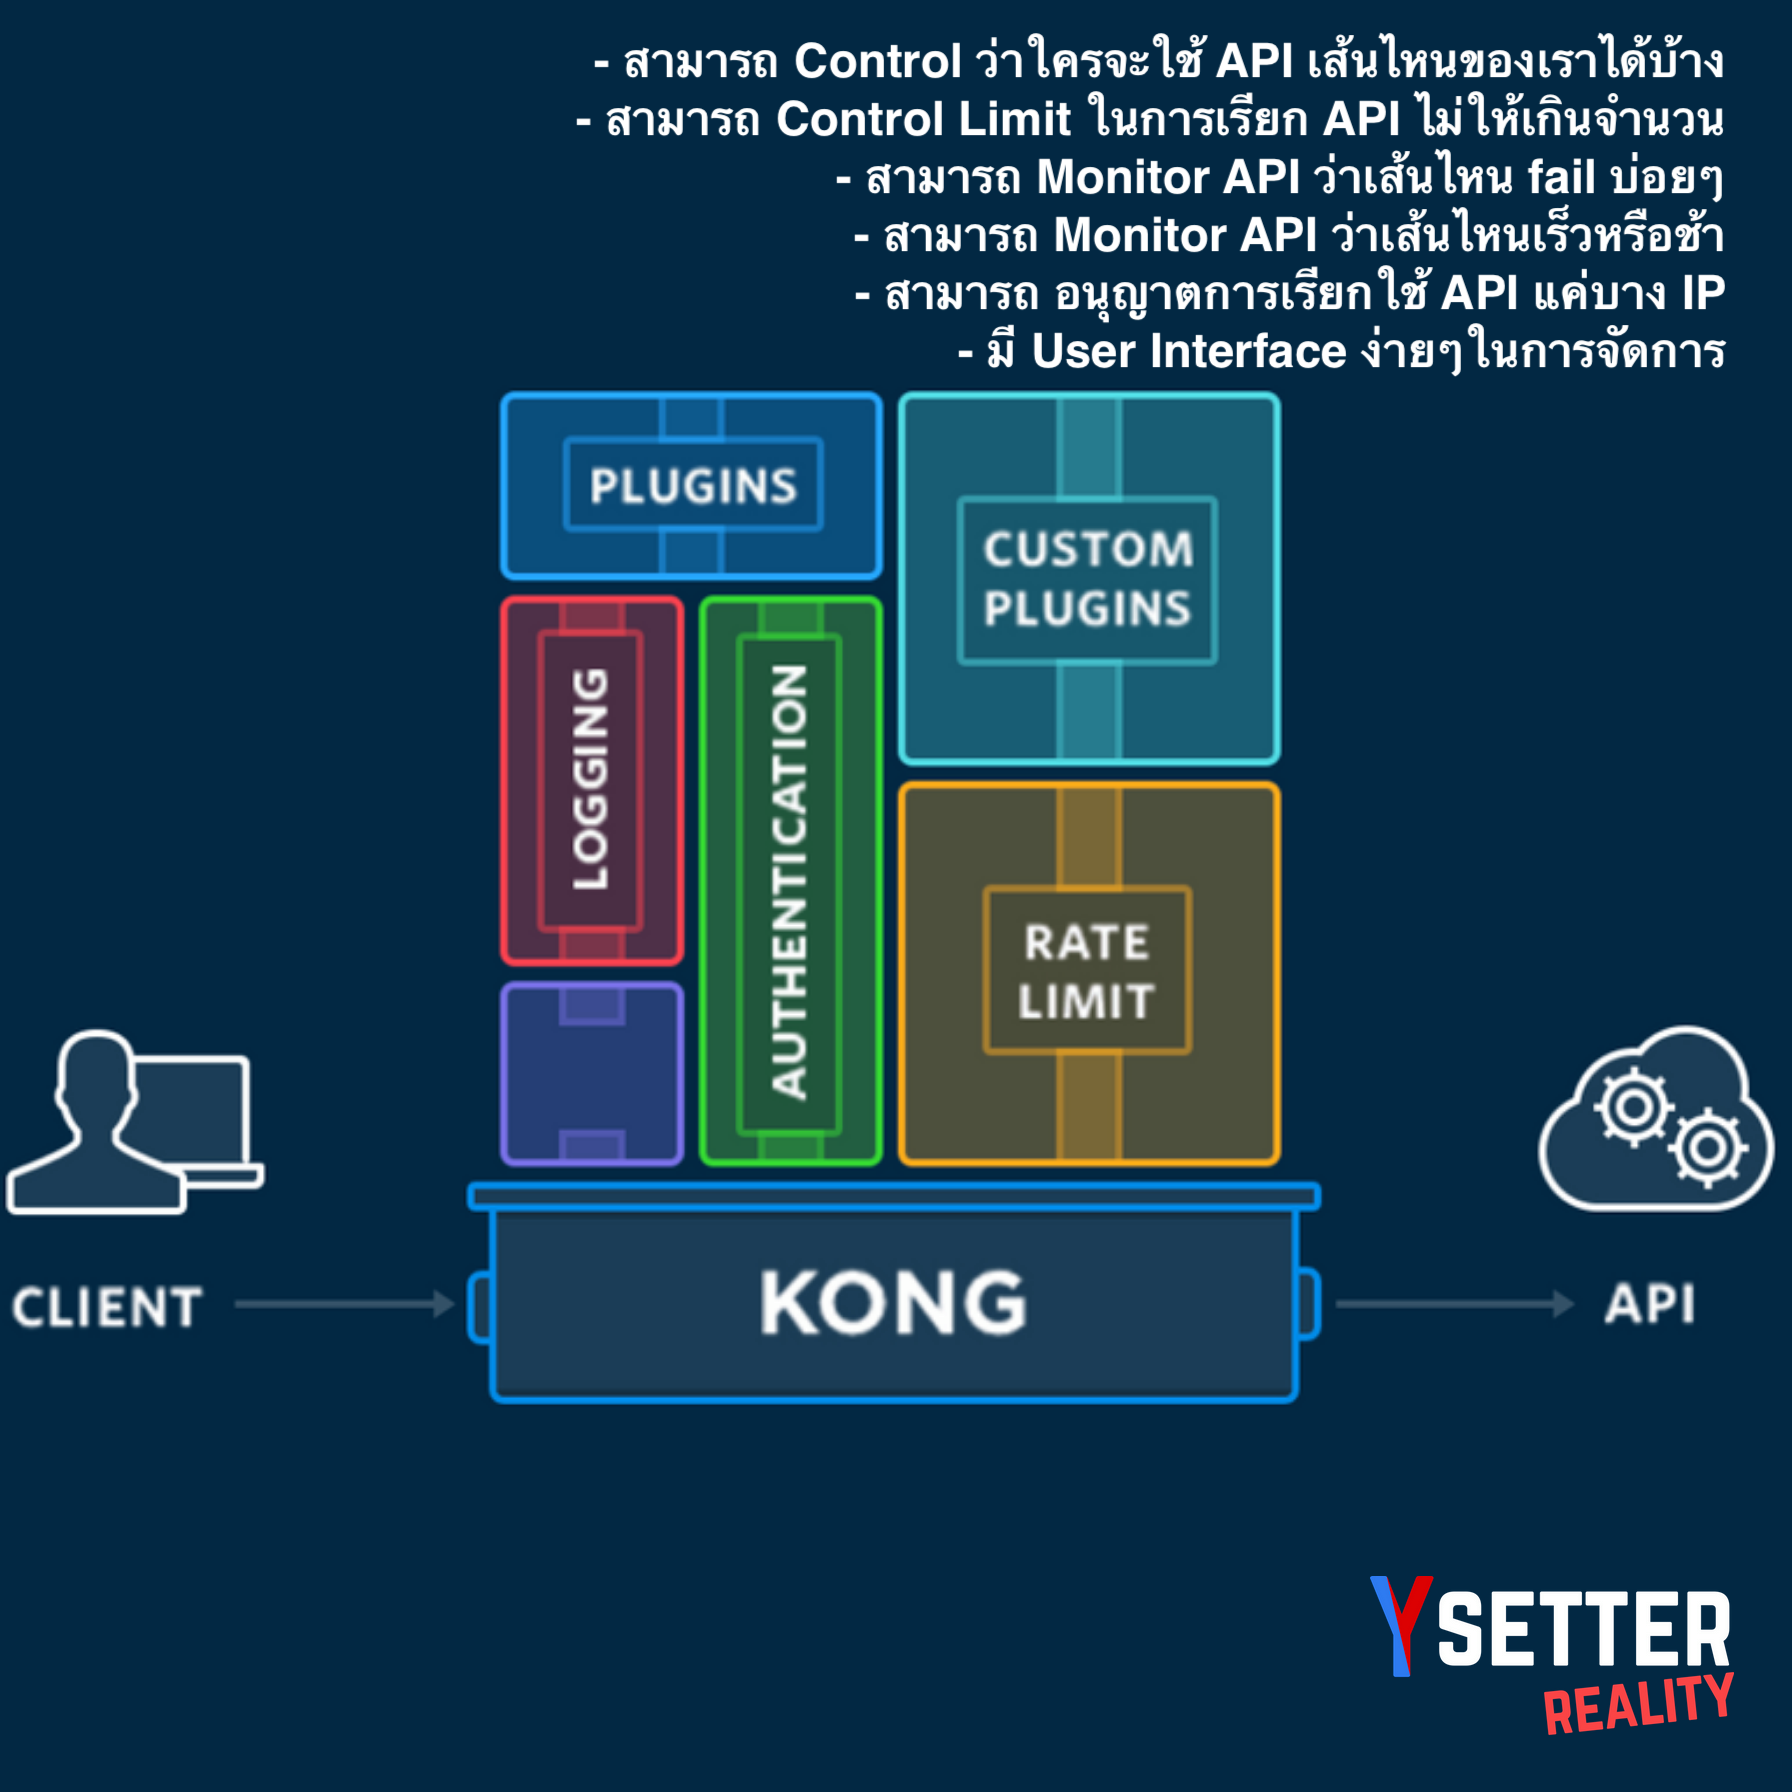 - สามารถ Control ว่าใครจะใช้ API เส้นไหนของเราได้บ้าง
- สามารถ Control Limit ในการเรียก API ไม่ให้เกินจำนวน
- สามารถ Monitor API ว่าเส้นไหน fail บ่อยๆ
- สามารถ Monitor API ว่าเส้นไหนเร็วหรือช้า
- สามารถ อนุญาตการเรียกใช้ API แค่บาง IP
- มี User Interface ง่ายๆในการจัดการ
PLUGINS
CUSTOM
PLUGINS
LOGGING
AUTHENTICATION
RATE
LIMIT
CLIENT
KONG
API
YSETTER
REALITY